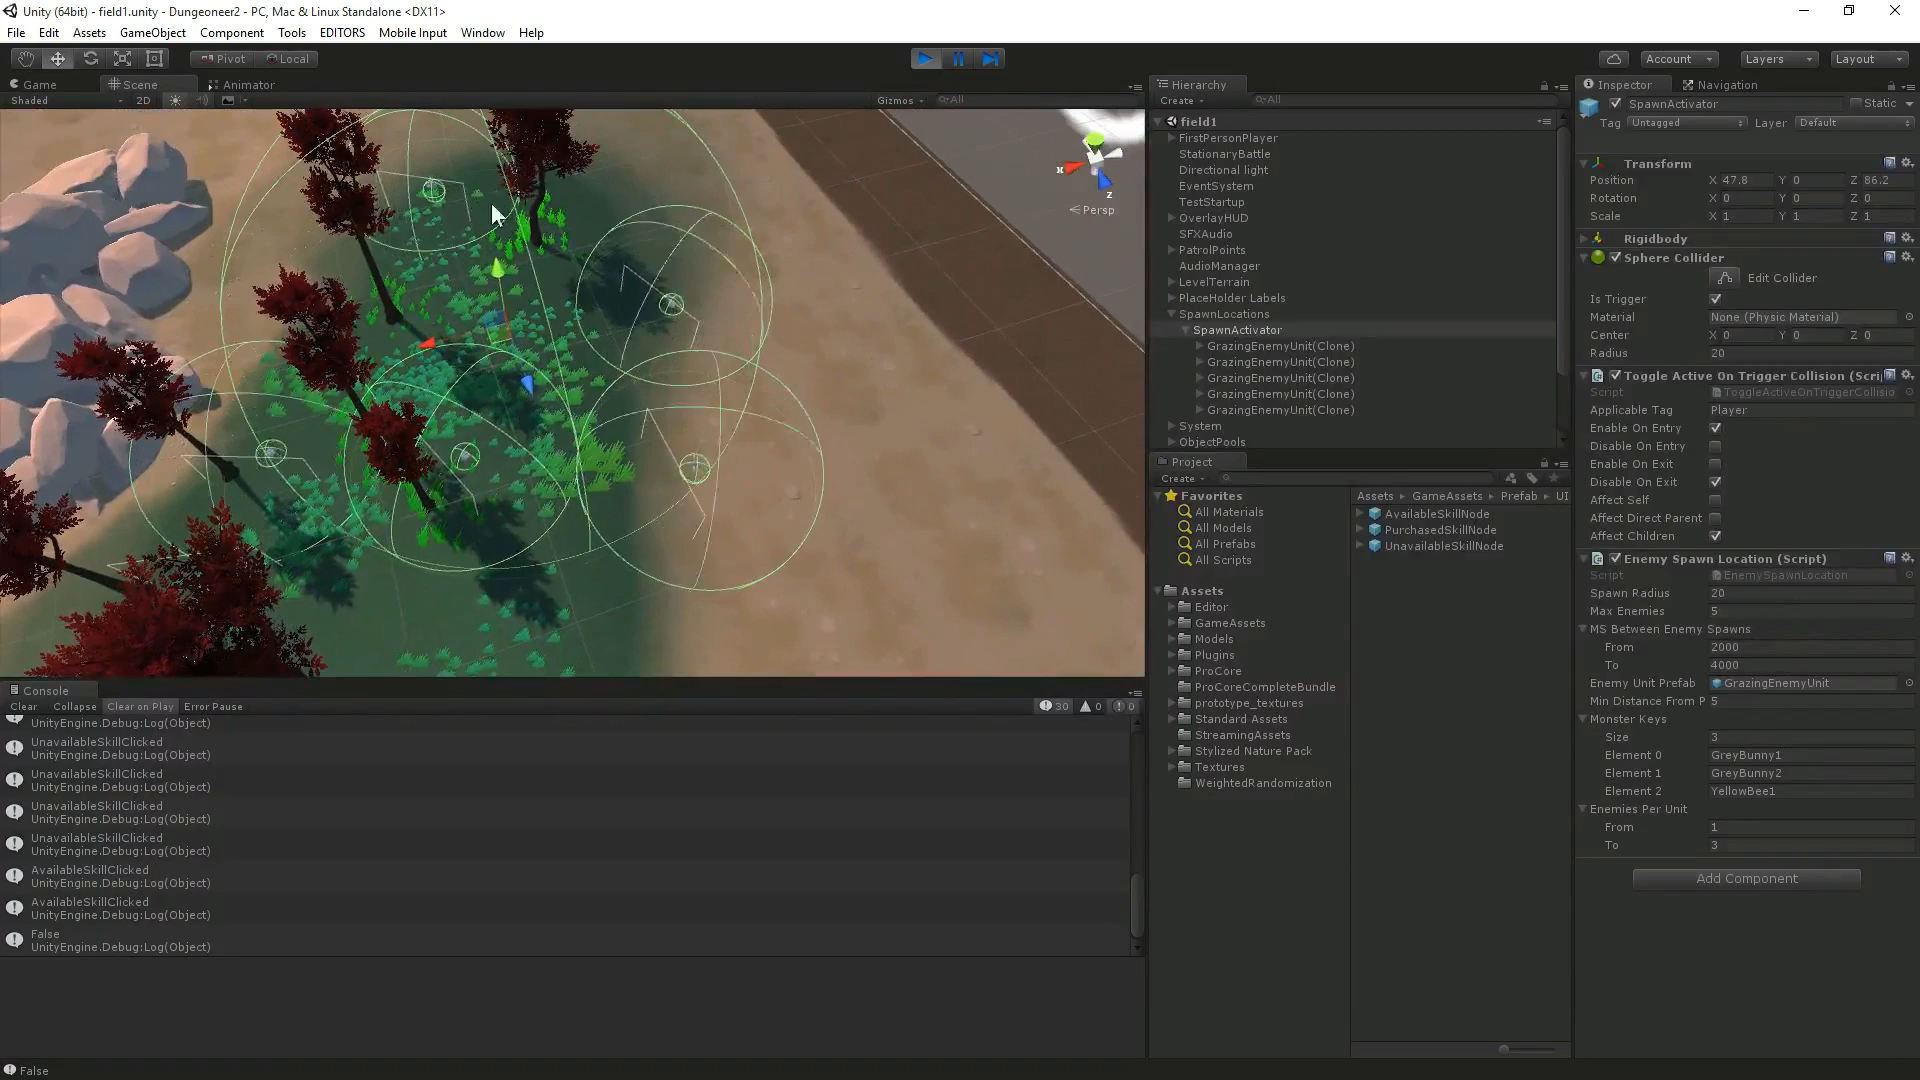 Unity (64bit) - field1.unity - Dungeoneer2 - PC, Mac & Linux Standalone <DX11>
File Edit Assets GameObject Component Tools EDITORS Mobile Input Window Help
Pivot Local Account Layers Layout
Game Scene Animator
Shaded 2D Gizmos All
x z
Persp
Hierarchy
Create All
field1
FirstPersonPlayer
StationaryBattle
Directional light
EventSystem
TestStartup
OverlayHUD
SFXAudio
PatrolPoints
AudioManager
LevelTerrain
PlaceHolder Labels
SpawnLocations
SpawnActivator
GrazingEnemyUnit(Clone)
GrazingEnemyUnit(Clone)
GrazingEnemyUnit(Clone)
GrazingEnemyUnit(Clone)
GrazingEnemyUnit(Clone)
System
ObjectPools
Project
Create
Favorites
All Materials
All Models
All Prefabs
All Scripts
Assets
Editor
GameAssets
Models
Plugins
ProCore
ProCoreCompleteBundle
prototype_textures
Standard Assets
StreamingAssets
Stylized Nature Pack
Textures
WeightedRandomization
Assets GameAssets Prefab UI
AvailableSkillNode
PurchasedSkillNode
UnavailableSkillNode
Inspector Navigation
SpawnActivator Static
Tag Untagged Layer Default
Transform
Position X 47.8 Y 0 Z 86.2
Rotation X 0 Y 0 Z 0
Scale X 1 Y 1 Z 1
Rigidbody
Sphere Collider
Edit Collider
Is Trigger
Material None (Physic Material)
Center X 0 Y 0 Z 0
Radius 20
Toggle Active On Trigger Collision (Scri
Script ToggleActiveOnTriggerCollisio
Applicable Tag Player
Enable On Entry
Disable On Entry
Enable On Exit
Disable On Exit
Affect Self
Affect Direct Parent
Affect Children
Enemy Spawn Location (Script)
Script EnemySpawnLocation
Spawn Radius 20
Max Enemies 5
MS Between Enemy Spawns
From 2000
To 4000
Enemy Unit Prefab GrazingEnemyUnit
Min Distance From P 5
Monster Keys
Size 3
Element 0 GreyBunny1
Element 1 GreyBunny2
Element 2 YellowBee1
Enemies Per Unit
From 1
To 3
Add Component
Console
Clear Collapse Clear on Play Error Pause 30 0 0
UnityEngine.Debug:Log(Object)
UnavailableSkillClicked
UnityEngine.Debug:Log(Object)
UnavailableSkillClicked
UnityEngine.Debug:Log(Object)
UnavailableSkillClicked
UnityEngine.Debug:Log(Object)
UnavailableSkillClicked
UnityEngine.Debug:Log(Object)
AvailableSkillClicked
UnityEngine.Debug:Log(Object)
AvailableSkillClicked
UnityEngine.Debug:Log(Object)
False
UnityEngine.Debug:Log(Object)
False